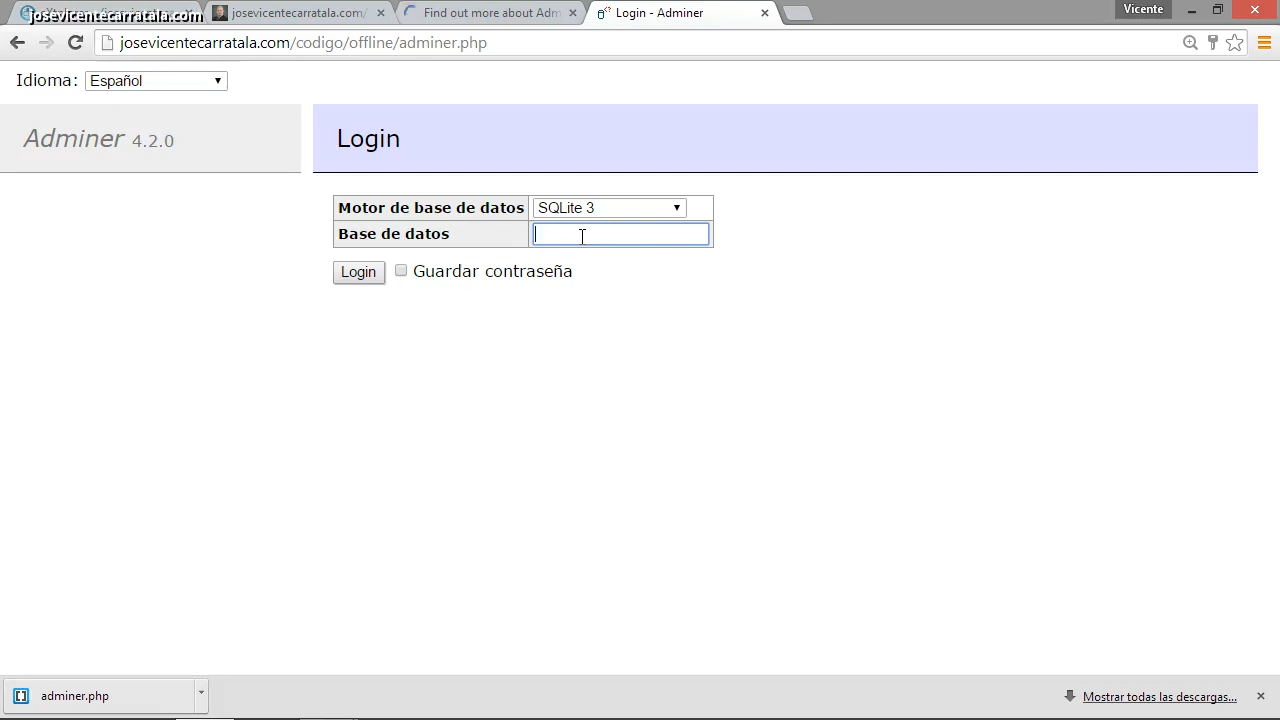 josevicentecarratala.com
josevicentecarratala.com/
Find out more about Adm
Login - Adminer
Vicente
josevicentecarratala.com/codigo/offline/adminer.php
Idioma: Español
Adminer 4.2.0
Login
Motor de base de datos SQLite 3
Base de datos
Login Guardar contraseña
adminer.php
Mostrar todas las descargas...